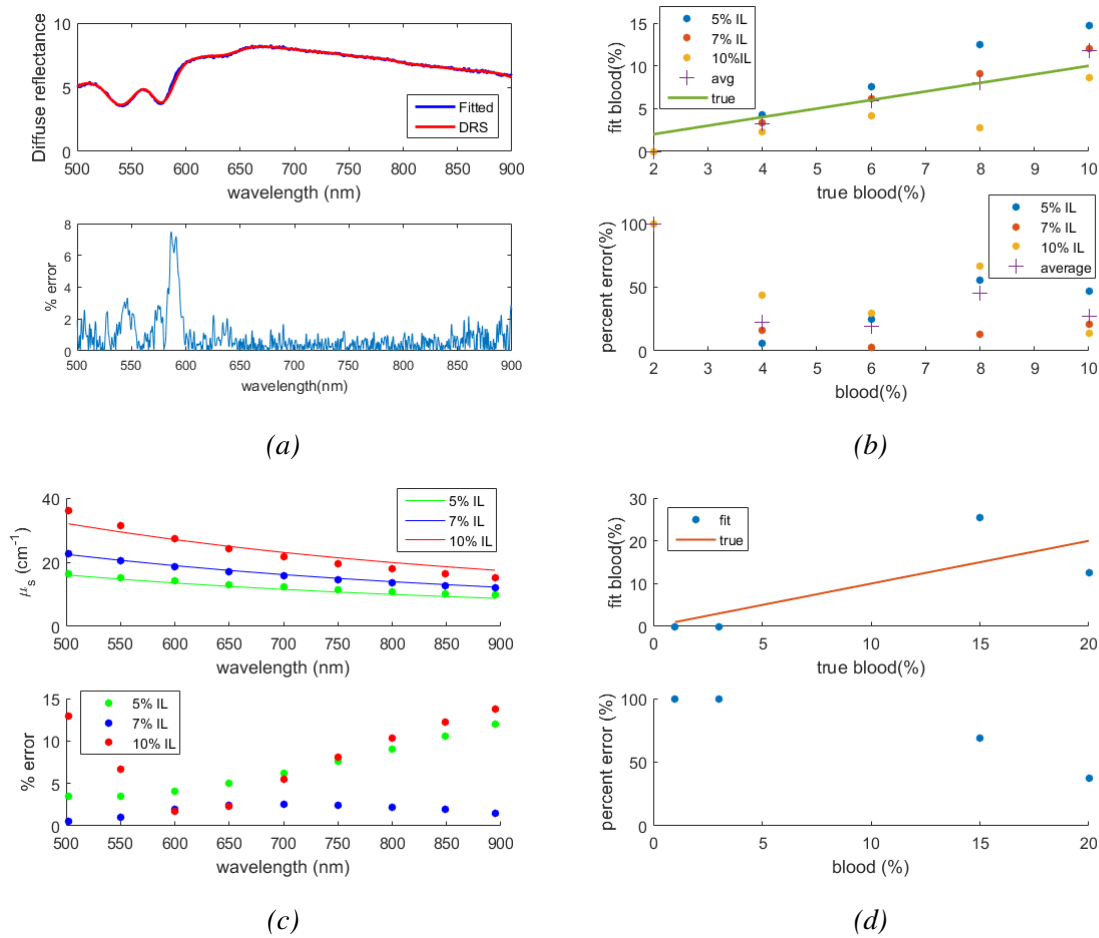 Diffuse reflectance
10
5
0
Fitted
DRS
500 550 600 650 700 750 800 850 900
wavelength (nm)
% error
8
6
4
2
0
500 550 600 650 700 750 800 850 900
wavelength(nm)
(a)
fit blood(%)
15
10
5
0
5% IL
7% IL
10%IL
avg
true
2 3 4 5 6 7 8 9 10
true blood(%)
percent error(%)
100
50
0
5% IL
7% IL
10% IL
average
2 3 4 5 6 7 8 9 10
blood(%)
(b)
μs (cm-1)
40
20
0
5% IL
7% IL
10% IL
500 550 600 650 700 750 800 850 900
wavelength (nm)
% error
15
10
5
0
5% IL
7% IL
10% IL
500 550 600 650 700 750 800 850 900
wavelength (nm)
(c)
fit blood(%)
30
20
10
0
fit
true
0 5 10 15 20
true blood(%)
percent error (%)
100
50
0
0 5 10 15 20
blood (%)
(d)